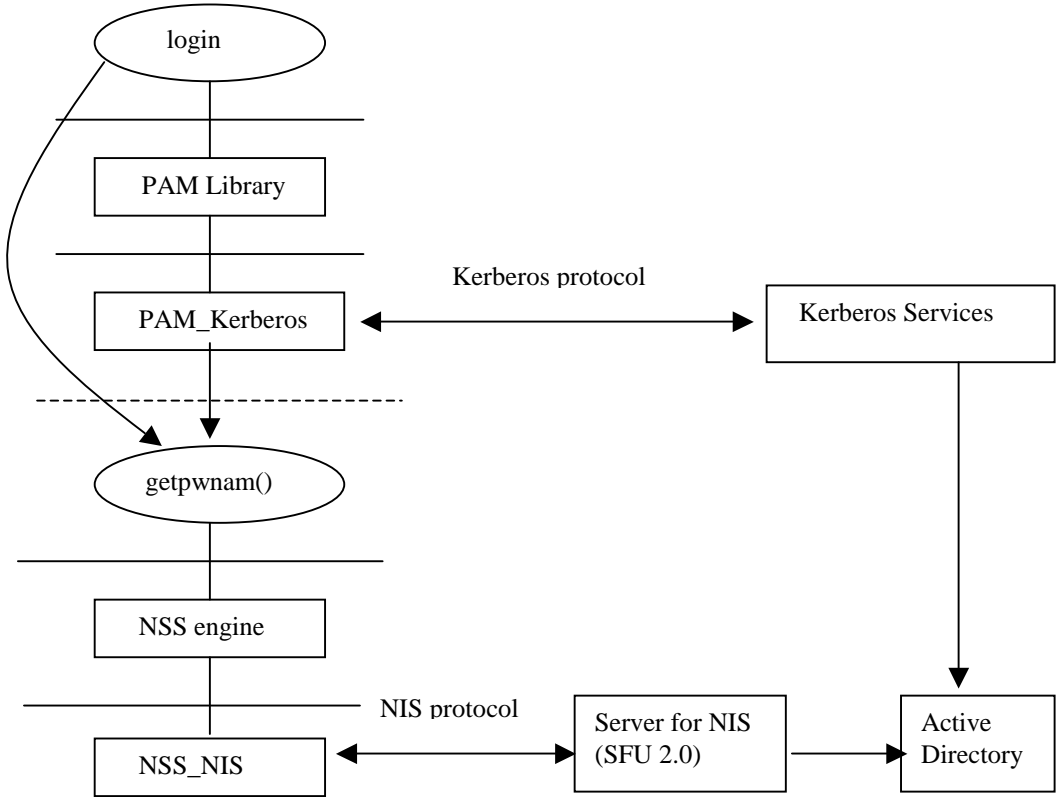 login
PAM Library
Kerberos protocol
PAM_Kerberos
Kerberos Services
getpwnam()
NSS engine
NIS protocol
Server for NIS
(SFU 2.0)
Active
Directory
NSS_NIS